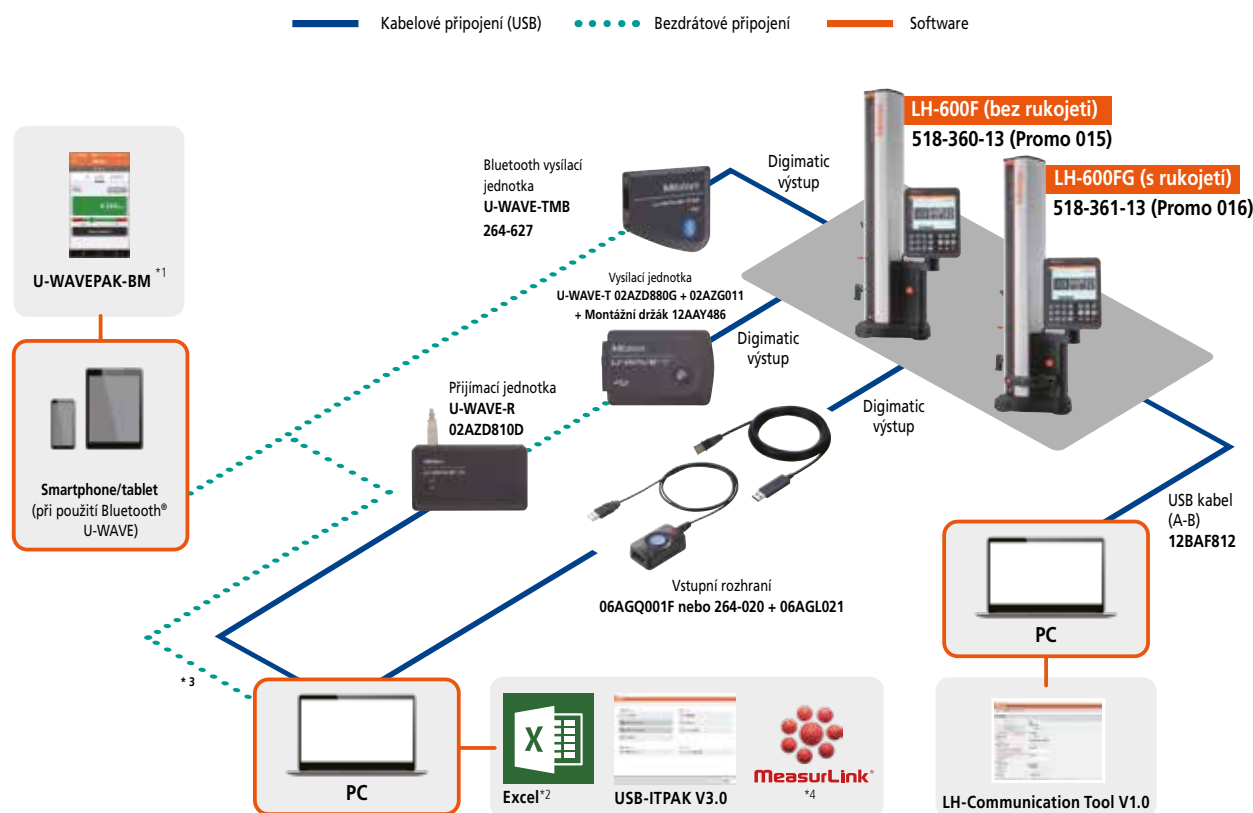 Kabelové připojení (USB)
Bezdrátové připojení
Software
LH-600F (bez rukojeti)
518-360-13 (Promo 015)
LH-600FG (s rukojetí)
518-361-13 (Promo 016)
Bluetooth vysílací
jednotka
U-WAVE-TMB
264-627
Digimatic
výstup
U-WAVEPAK-BM *1
Vysílací jednotka
U-WAVE-T 02AZD880G + 02AZG011
+ Montážní držák 12AAY486
Mitutoyo
Digimatic
výstup
Přijímací jednotka
U-WAVE-R
02AZD810D
Digimatic
výstup
Smartphone/tablet
(při použití Bluetooth®
U-WAVE)
USB kabel
(A-B)
12BAF812
Vstupní rozhraní
06AGQ001F nebo 264-020 + 06AGL021
PC
* 3
PC
X
MeasurLink®
Excel*2
USB-ITPAK V3.0
*4
LH-Communication Tool V1.0